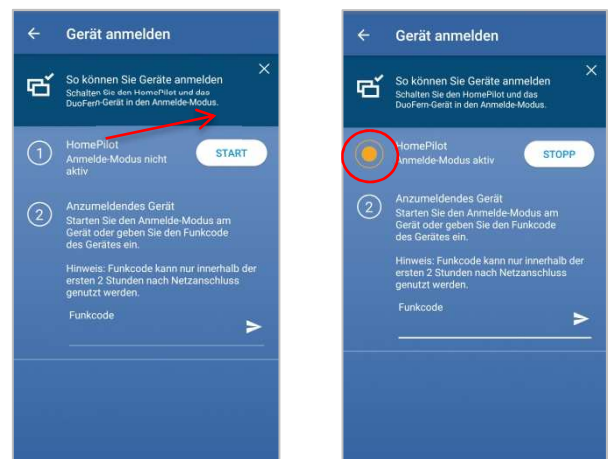 Gerät anmelden
So können Sie Geräte anmelden
Schalten Sie den HomePilot und das
DuoFern-Gerät in den Anmelde-Modus.
1
HomePilot
Anmelde-Modus nicht
aktiv
START
2
Anzumeldendes Gerät
Starten Sie den Anmelde-Modus am
Gerät oder geben Sie den Funkcode
des Gerätes ein.
Hinweis: Funkcode kann nur innerhalb der
ersten 2 Stunden nach Netzanschluss
genutzt werden.
Funkcode
Gerät anmelden
So können Sie Geräte anmelden
Schalten Sie den HomePilot und das
DuoFern-Gerät in den Anmelde-Modus.
HomePilot
Anmelde-Modus aktiv
STOPP
2
Anzumeldendes Gerät
Starten Sie den Anmelde-Modus am
Gerät oder geben Sie den Funkcode
des Gerätes ein.
Hinweis: Funkcode kann nur innerhalb der
ersten 2 Stunden nach Netzanschluss
genutzt werden.
Funkcode